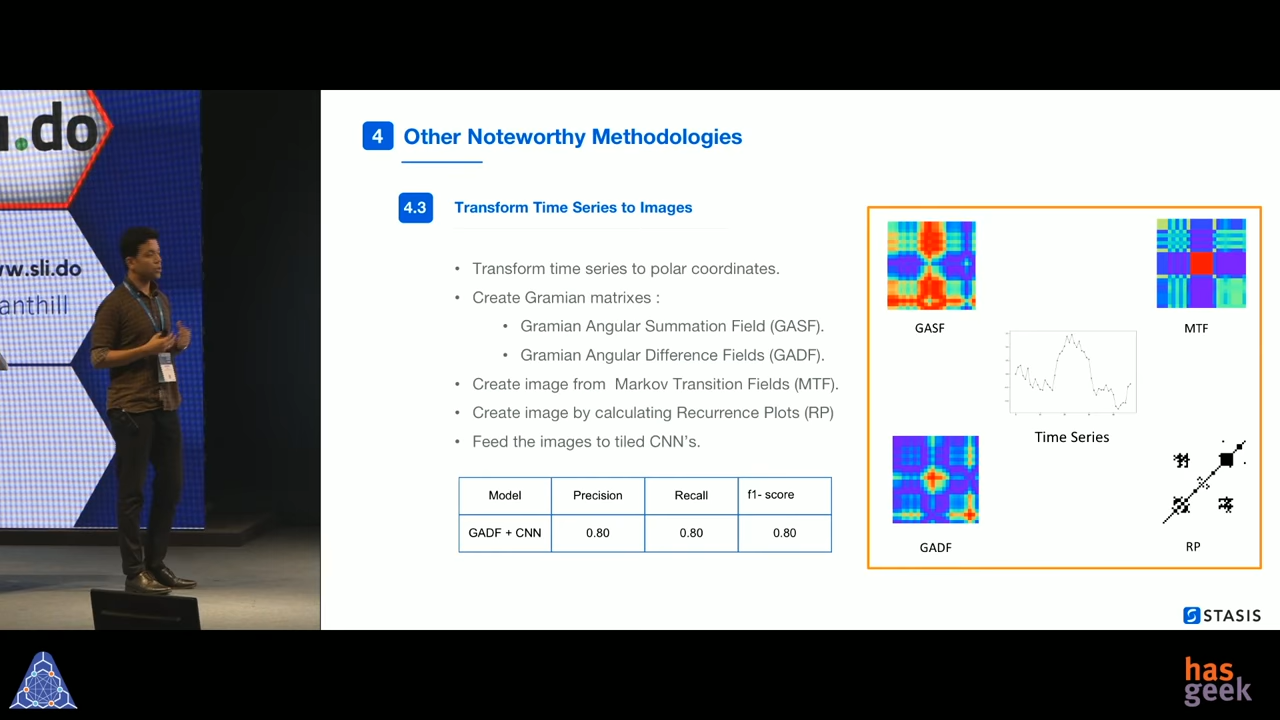 .do
w.sli.do
anthill
4 Other Noteworthy Methodologies
4.3 Transform Time Series to Images
• Transform time series to polar coordinates.
• Create Gramian matrixes :
• Gramian Angular Summation Field (GASF).
• Gramian Angular Difference Fields (GADF).
• Create image from Markov Transition Fields (MTF).
• Create image by calculating Recurrence Plots (RP)
• Feed the images to tiled CNN's.
Model Precision Recall f1- score
GADF + CNN 0.80 0.80 0.80
GASF
MTF
Time Series
GADF
RP
STASIS
has
geek